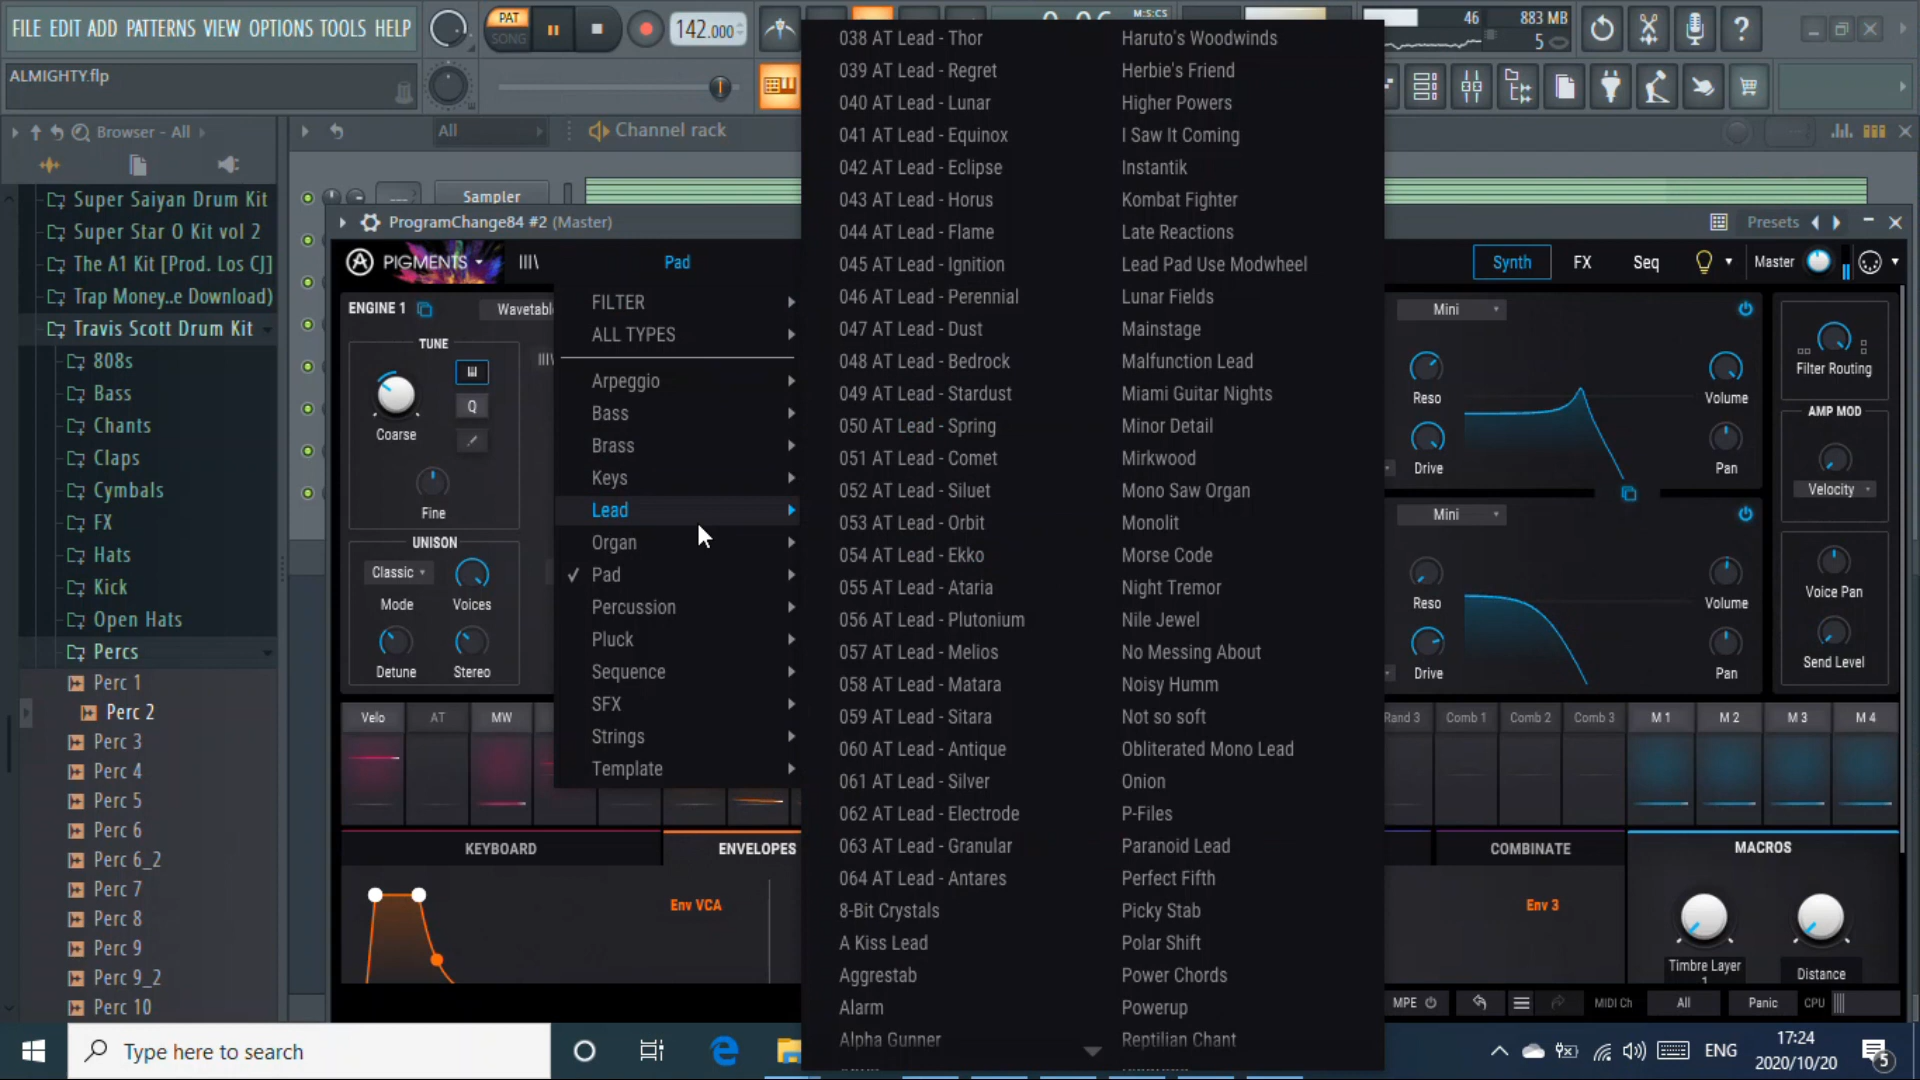 FILE EDIT ADD PATTERNS VIEW OPTIONS TOOLS HELP
PAT
SONG
142.000
M:S:CS
46
883 MB
5
ALMIGHTY.flp
Browser - All
All
Channel rack
Super Saiyan Drum Kit
Super Star O Kit vol 2
The A1 Kit [Prod. Los CJ]
Trap Money..e Download)
Travis Scott Drum Kit
808s
Bass
Chants
Claps
Cymbals
FX
Hats
Kick
Open Hats
Percs
Perc 1
Perc 2
Perc 3
Perc 4
Perc 5
Perc 6
Perc 6_2
Perc 7
Perc 8
Perc 9
Perc 9_2
Perc 10
Sampler
ProgramChange84 #2 (Master)
Presets
PIGMENTS
Pad
Synth
FX
Seq
Master
ENGINE 1
Wavetabl
TUNE
Q
Coarse
Fine
UNISON
Classic
Mode
Voices
Detune
Stereo
FILTER
ALL TYPES
Arpeggio
Bass
Brass
Keys
Lead
Organ
Pad
Percussion
Pluck
Sequence
SFX
Strings
Template
038 AT Lead - Thor
039 AT Lead - Regret
040 AT Lead - Lunar
041 AT Lead - Equinox
042 AT Lead - Eclipse
043 AT Lead - Horus
044 AT Lead - Flame
045 AT Lead - Ignition
046 AT Lead - Perennial
047 AT Lead - Dust
048 AT Lead - Bedrock
049 AT Lead - Stardust
050 AT Lead - Spring
051 AT Lead - Comet
052 AT Lead - Siluet
053 AT Lead - Orbit
054 AT Lead - Ekko
055 AT Lead - Ataria
056 AT Lead - Plutonium
057 AT Lead - Melios
058 AT Lead - Matara
059 AT Lead - Sitara
060 AT Lead - Antique
061 AT Lead - Silver
062 AT Lead - Electrode
063 AT Lead - Granular
064 AT Lead - Antares
8-Bit Crystals
A Kiss Lead
Aggrestab
Alarm
Alpha Gunner
Haruto's Woodwinds
Herbie's Friend
Higher Powers
I Saw It Coming
Instantik
Kombat Fighter
Late Reactions
Lead Pad Use Modwheel
Lunar Fields
Mainstage
Malfunction Lead
Miami Guitar Nights
Minor Detail
Mirkwood
Mono Saw Organ
Monolit
Morse Code
Night Tremor
Nile Jewel
No Messing About
Noisy Humm
Not so soft
Obliterated Mono Lead
Onion
P-Files
Paranoid Lead
Perfect Fifth
Picky Stab
Polar Shift
Power Chords
Powerup
Reptilian Chant
Mini
Reso
Volume
Drive
Pan
Mini
Reso
Volume
Drive
Pan
Filter Routing
AMP MOD
Velocity
Voice Pan
Send Level
Velo
AT
MW
Rand 3
Comb 1
Comb 2
Comb 3
M 1
M 2
M 3
M 4
KEYBOARD
ENVELOPES
COMBINATE
MACROS
Env VCA
Env 3
Timbre Layer
1
Distance
MPE
MIDI Ch
All
Panic
CPU
Type here to search
ENG
17:24
2020/10/20
5